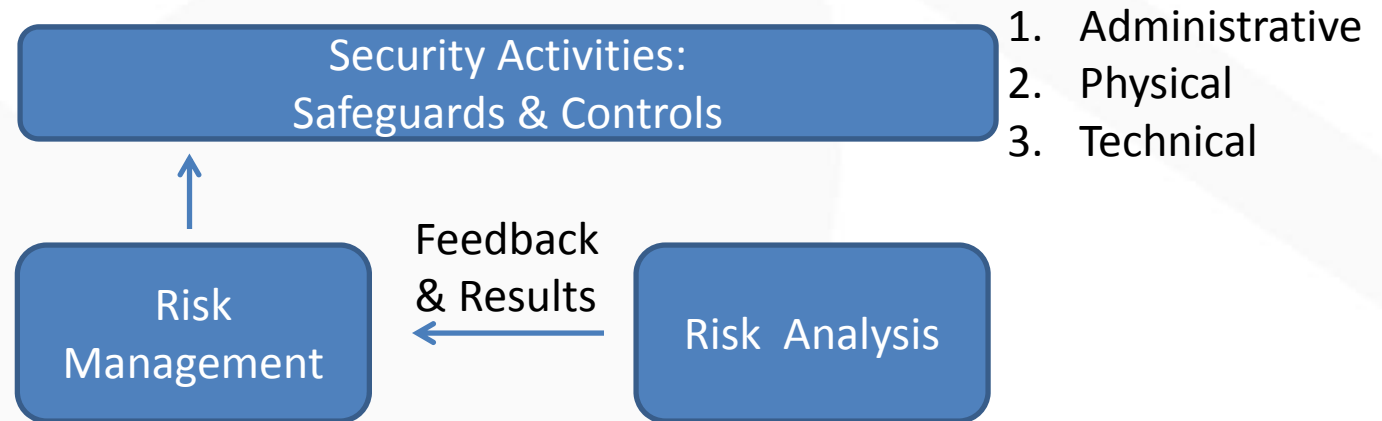 Security Activities:
Safeguards & Controls
1. Administrative
2. Physical
3. Technical
Risk
Management
Feedback
& Results
Risk Analysis